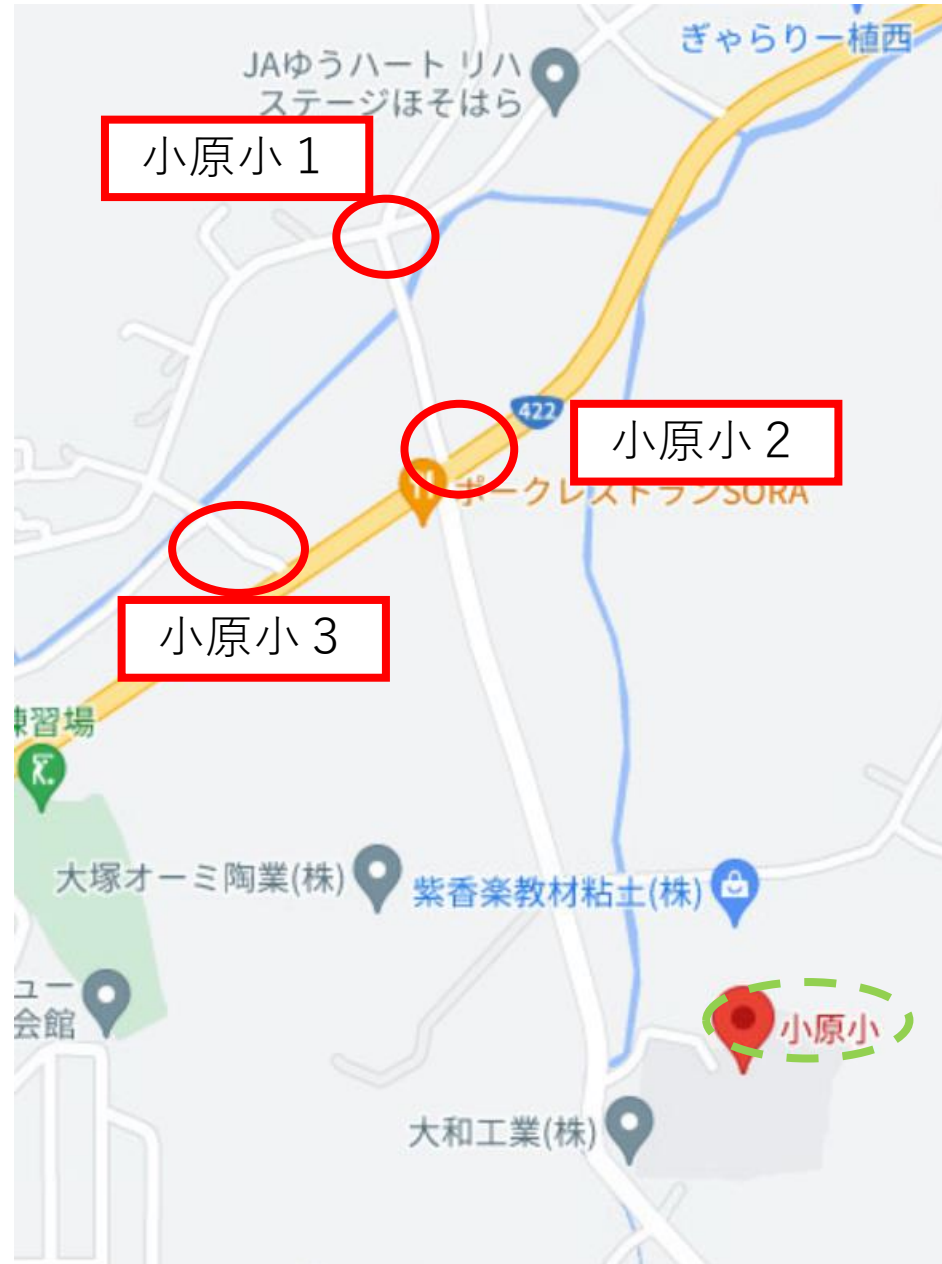 ぎゃらりー植西
JAゆうハート リハ
ステージほそはら
小原小1
422
小原小2
ポークレストランSORA
小原小3
練習場
大塚オーミ陶業(株)
紫香楽教材粘土(株)
ュー
会館
小原小
大和工業(株)